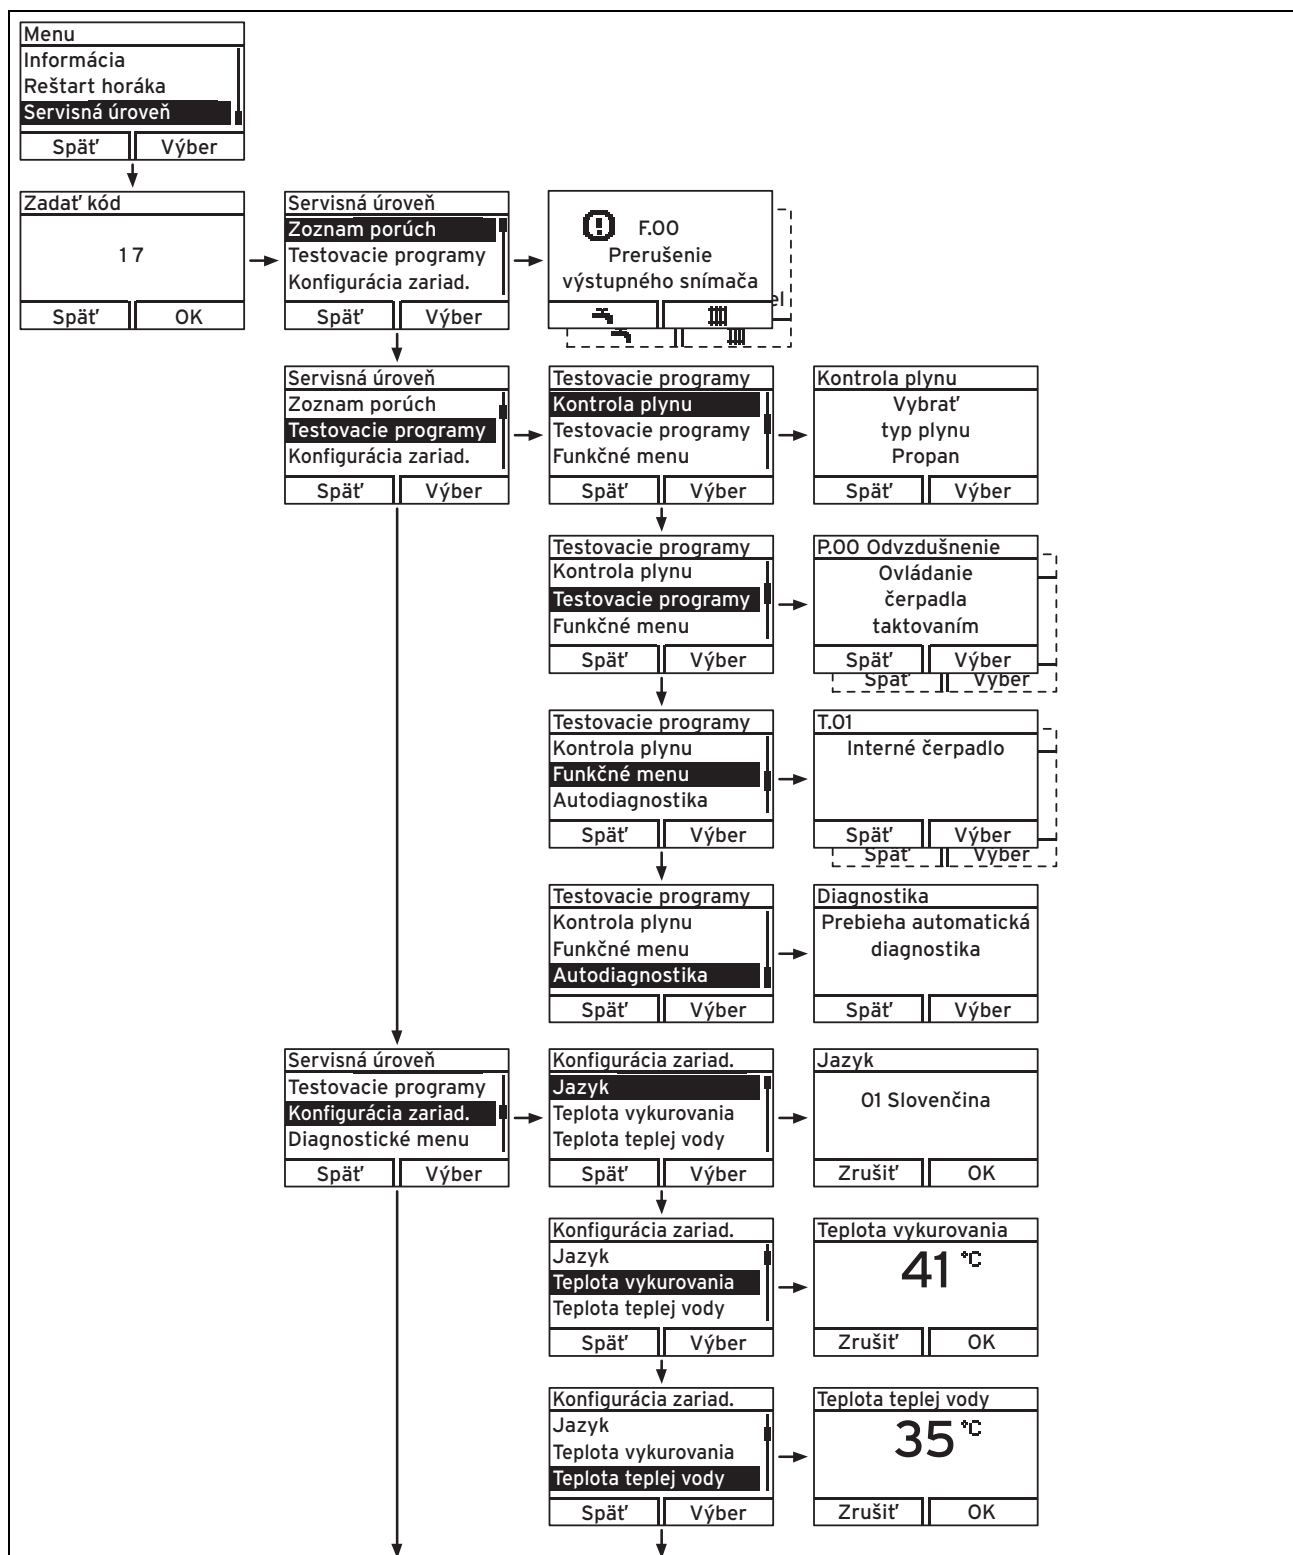 Menu
Informácia
Reštart horáka
Servisná úroveň
Späť Výber
Zadať kód
17
Späť OK
Servisná úroveň
Zoznam porúch
Testovacie programy
Konfigurácia zariad.
Späť Výber
F.00
Prerušenie
výstupného snímača
el
Servisná úroveň
Zoznam porúch
Testovacie programy
Konfigurácia zariad.
Späť Výber
Testovacie programy
Kontrola plynu
Testovacie programy
Funkčné menu
Späť Výber
Kontrola plynu
Vybrať
typ plynu
Propan
Späť Výber
Testovacie programy
Kontrola plynu
Testovacie programy
Funkčné menu
Späť Výber
P.00 Odvzdušnenie
Ovládanie
čerpadla
taktovaním
Späť Výber
Späť Výber
Testovacie programy
Kontrola plynu
Funkčné menu
Autodiagnostika
Späť Výber
T.01
Interné čerpadlo
Späť Výber
Späť Výber
Testovacie programy
Kontrola plynu
Funkčné menu
Autodiagnostika
Späť Výber
Diagnostika
Prebieha automatická
diagnostika
Späť Výber
Servisná úroveň
Testovacie programy
Konfigurácia zariad.
Diagnostické menu
Späť Výber
Konfigurácia zariad.
Jazyk
Teplota vykurovania
Teplota teplej vody
Späť Výber
Jazyk
01 Slovenčina
Zrušiť OK
Konfigurácia zariad.
Jazyk
Teplota vykurovania
Teplota teplej vody
Späť Výber
Teplota vykurovania
41 °C
Zrušiť OK
Konfigurácia zariad.
Jazyk
Teplota vykurovania
Teplota teplej vody
Späť Výber
Teplota teplej vody
35 °C
Zrušiť OK